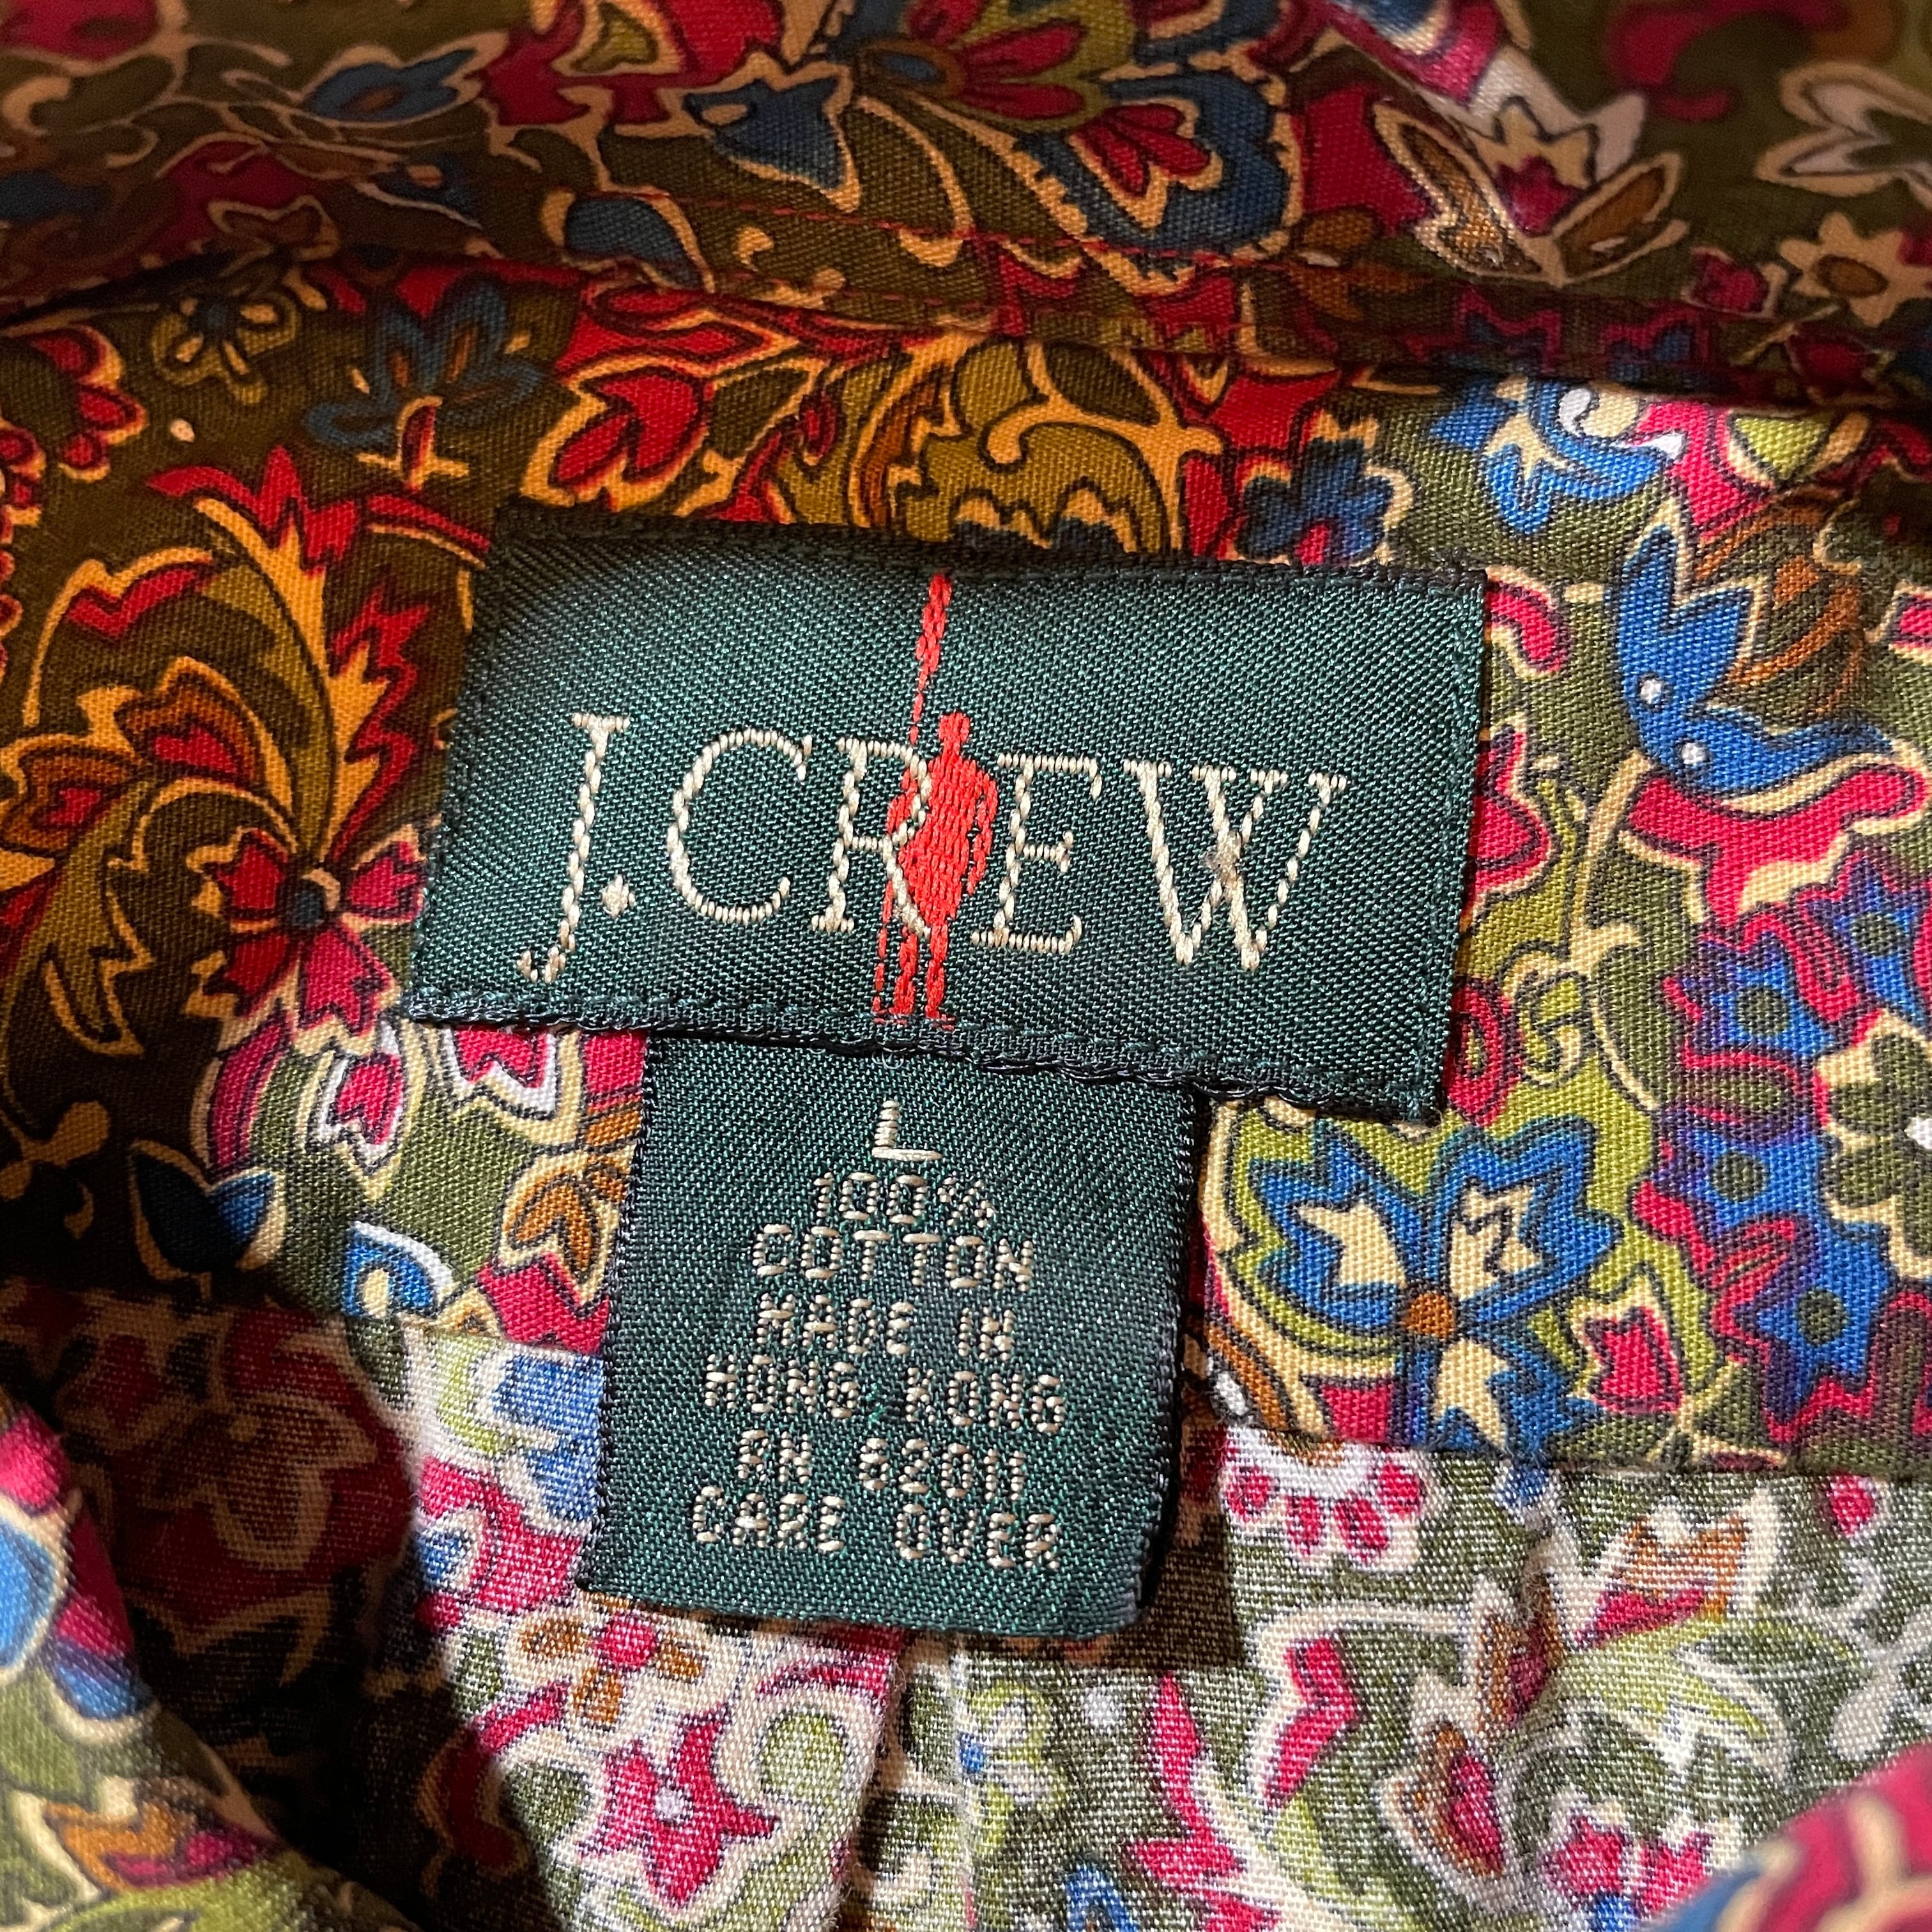 J.CREW
L
100%
COTTON
MADE IN
HONG KONG
RN 62011
CARE OVER